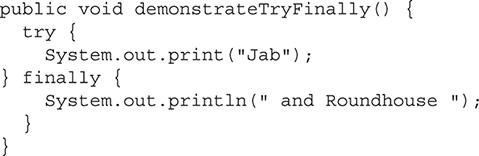 public void demonstrateTryFinally() {
  try {
    System.out.print("Jab");
} finally {
    System.out.println(" and Roundhouse ");
  }
}